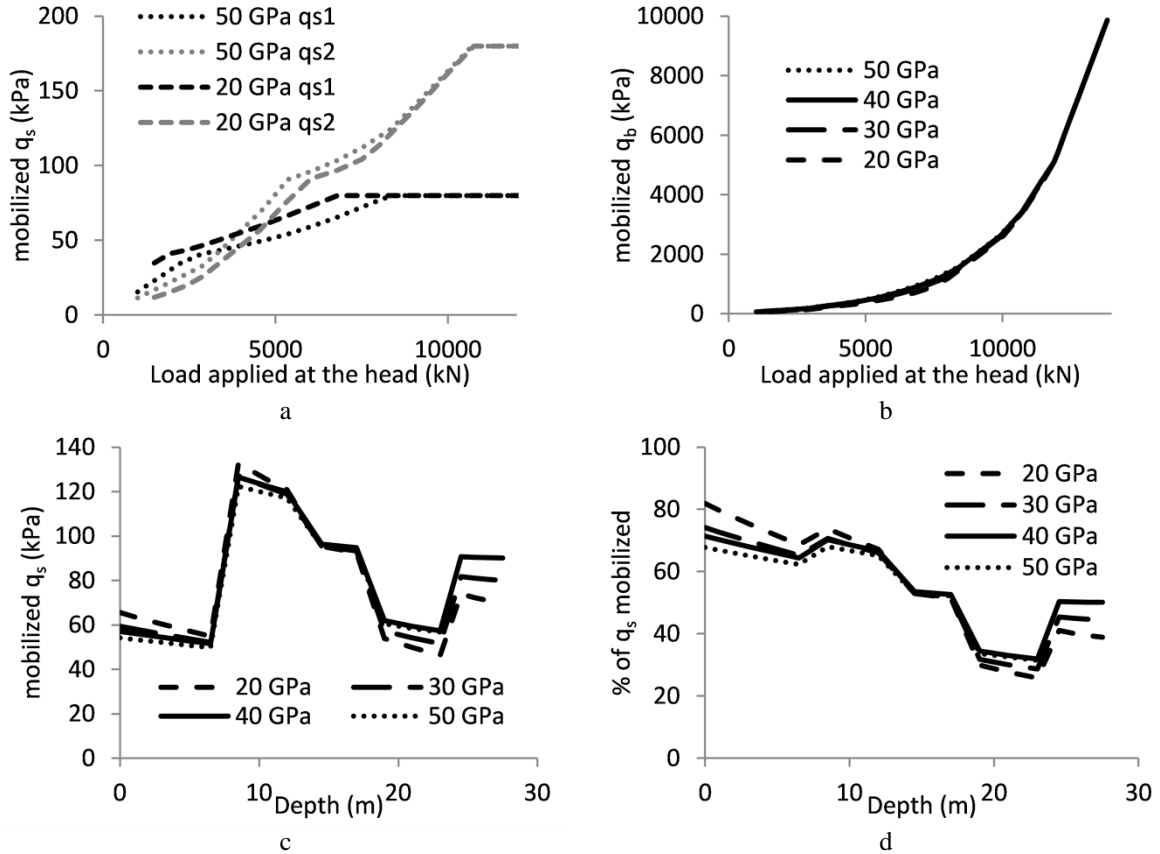 mobilized qs (kPa)
200
150
100
50
0
50 GPa qs1
50 GPa qs2
20 GPa qs1
20 GPa qs2
0 5000 10000
Load applied at the head (kN)
a
mobilized qb (kPa)
10000
8000
6000
4000
2000
0
50 GPa
40 GPa
30 GPa
20 GPa
0 5000 10000
Load applied at the head (kN)
b
mobilized qs (kPa)
140
120
100
80
60
40
20
0
20 GPa 30 GPa
40 GPa 50 GPa
0 10 20 30
Depth (m)
c
% of qs mobilized
100
80
60
40
20
0
20 GPa
30 GPa
40 GPa
50 GPa
0 10 20 30
Depth (m)
d